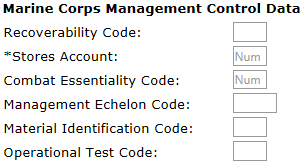 Marine Corps Management Control Data
Recoverability Code:
*Stores Account: Num
Combat Essentiality Code: Num
Management Echelon Code:
Material Identification Code:
Operational Test Code: